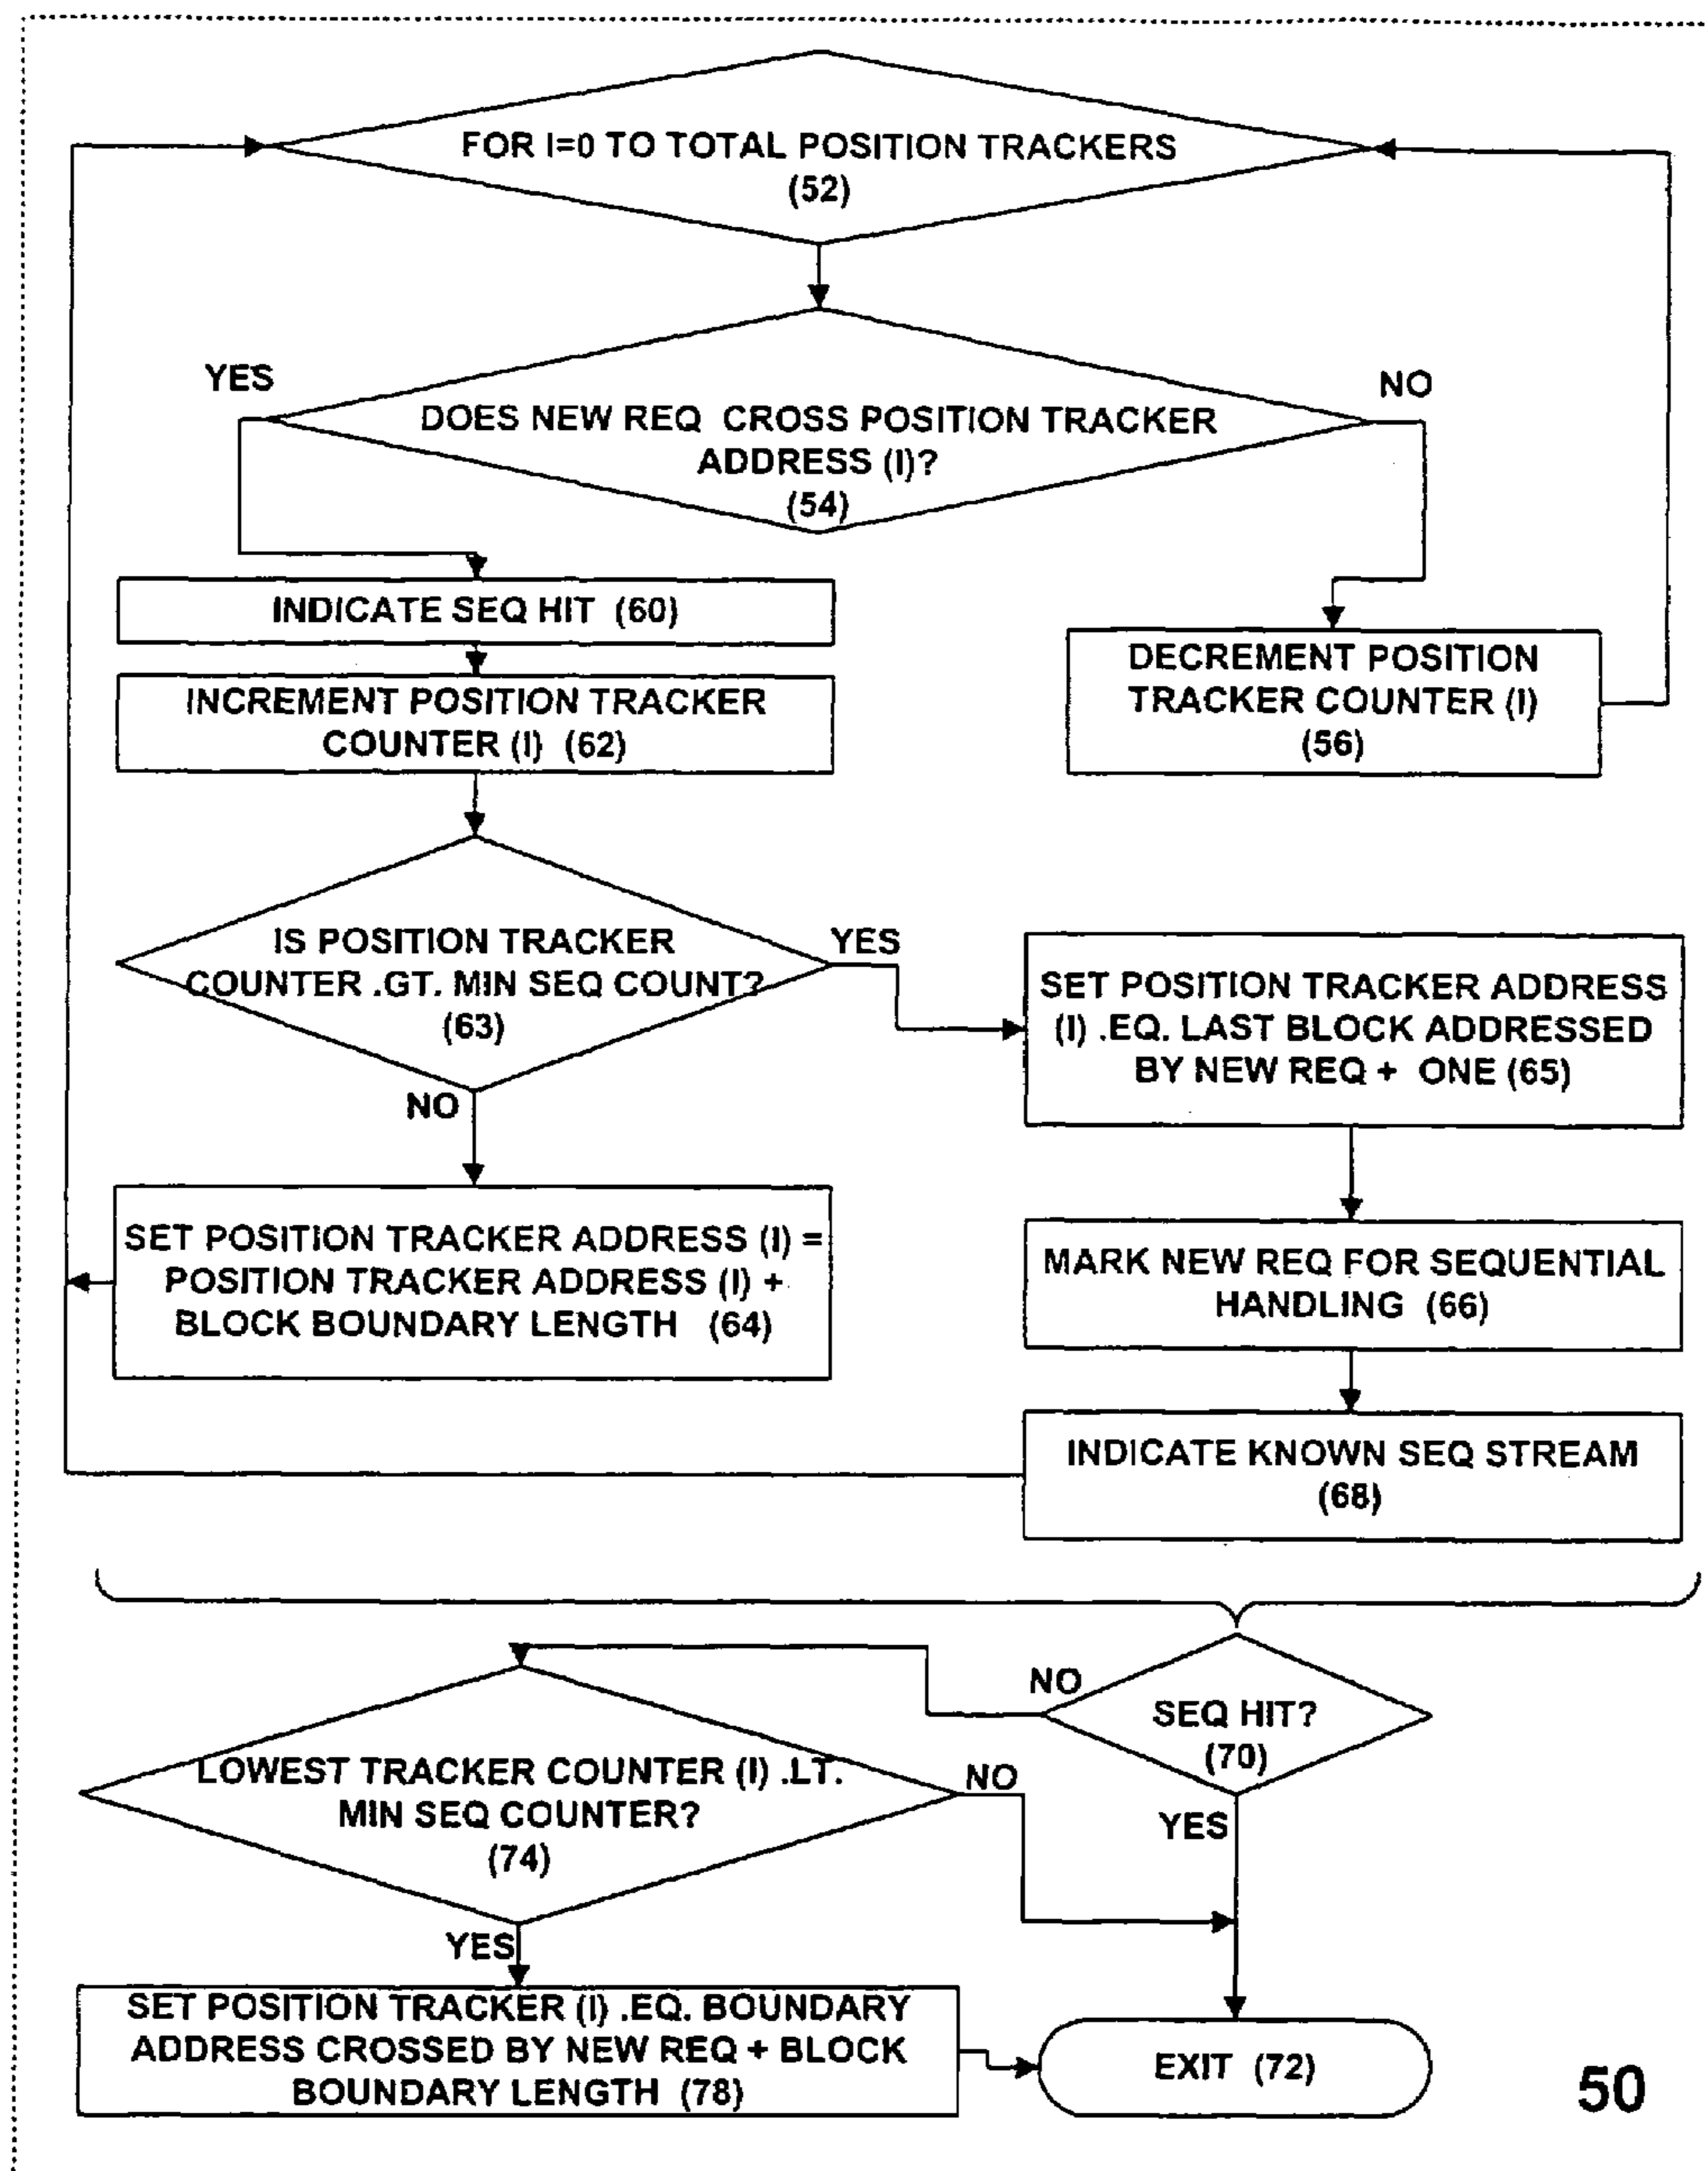 FOR I=0 TO TOTAL POSITION TRACKERS
(52)
YES
NO
DOES NEW REQ CROSS POSITION TRACKER
ADDRESS (I)?
(54)
INDICATE SEQ HIT (60)
INCREMENT POSITION TRACKER
COUNTER (I) (62)
DECREMENT POSITION
TRACKER COUNTER (I)
(56)
IS POSITION TRACKER
COUNTER .GT. MIN SEQ COUNT?
(63)
YES
NO
SET POSITION TRACKER ADDRESS
(I) .EQ. LAST BLOCK ADDRESSED
BY NEW REQ + ONE (65)
SET POSITION TRACKER ADDRESS (I) =
POSITION TRACKER ADDRESS (I) +
BLOCK BOUNDARY LENGTH (64)
MARK NEW REQ FOR SEQUENTIAL
HANDLING (66)
INDICATE KNOWN SEQ STREAM
(68)
NO
SEQ HIT?
(70)
YES
LOWEST TRACKER COUNTER (I) .LT.
MIN SEQ COUNTER?
(74)
NO
YES
SET POSITION TRACKER (I) .EQ. BOUNDARY
ADDRESS CROSSED BY NEW REQ + BLOCK
BOUNDARY LENGTH (78)
EXIT (72)
50